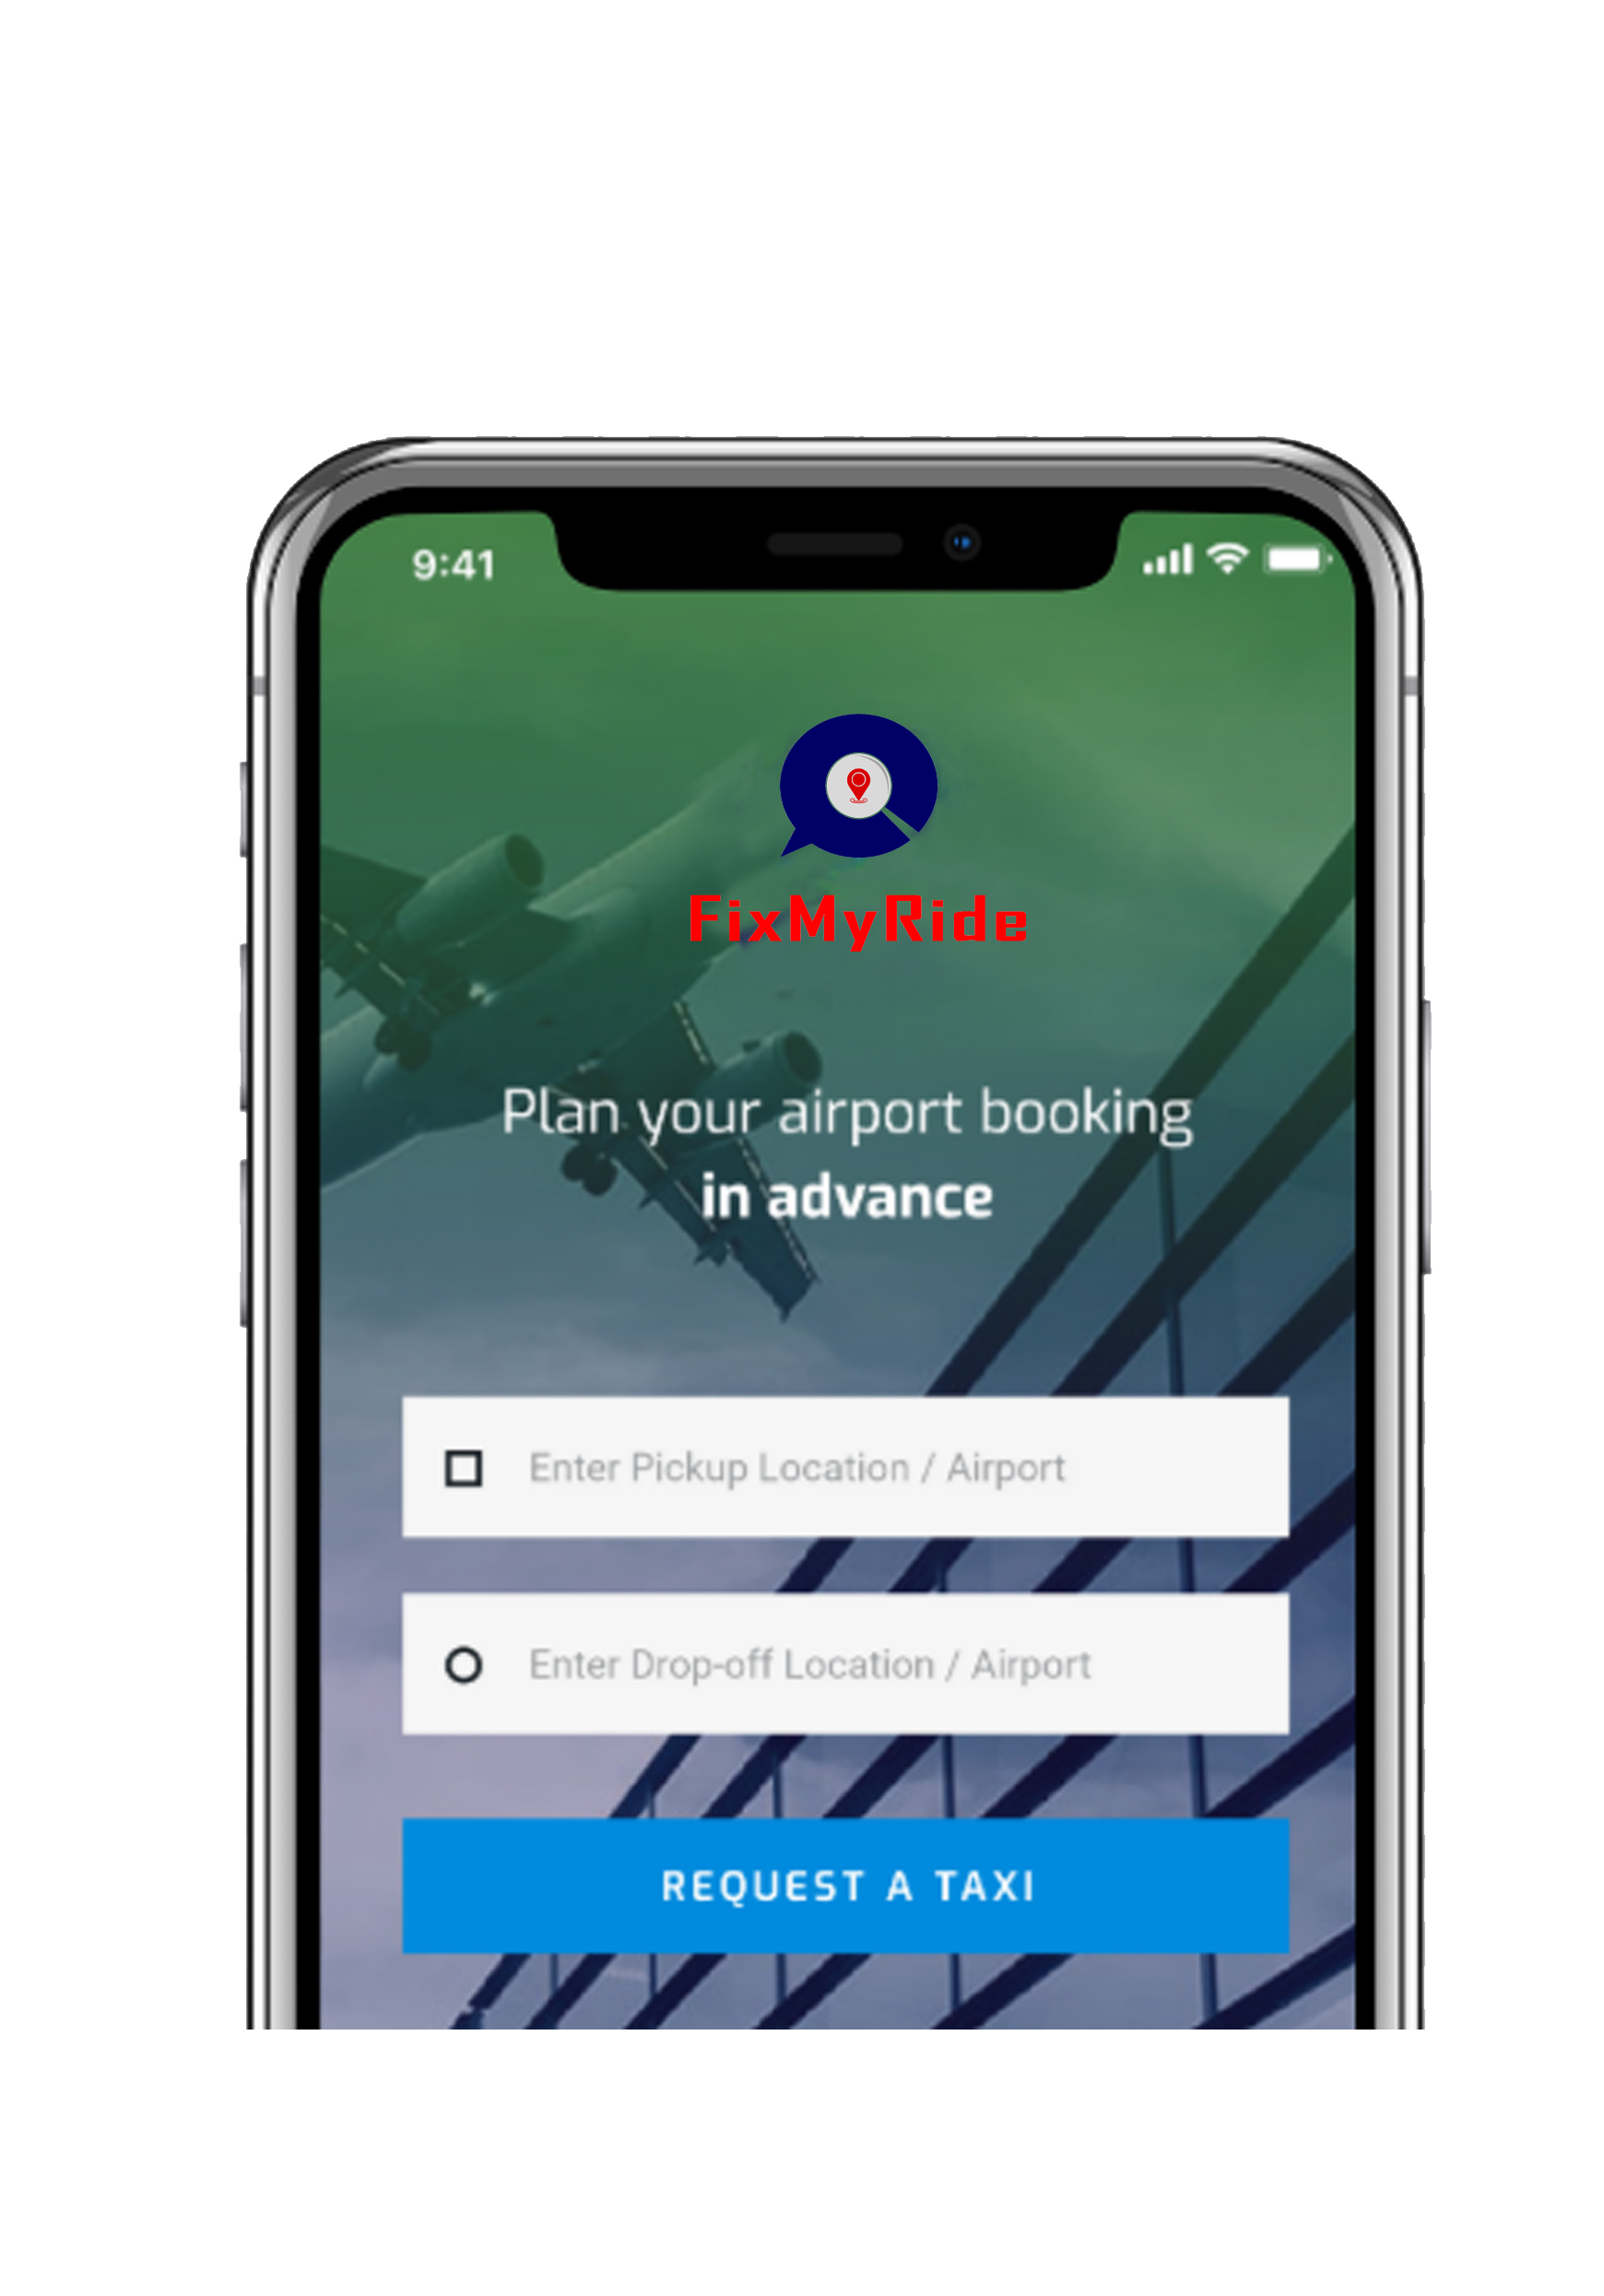 9:41
FixMyRide
Plan your airport booking
in advance
Enter Pickup Location / Airport
Enter Drop-off Location / Airport
REQUEST A TAXI